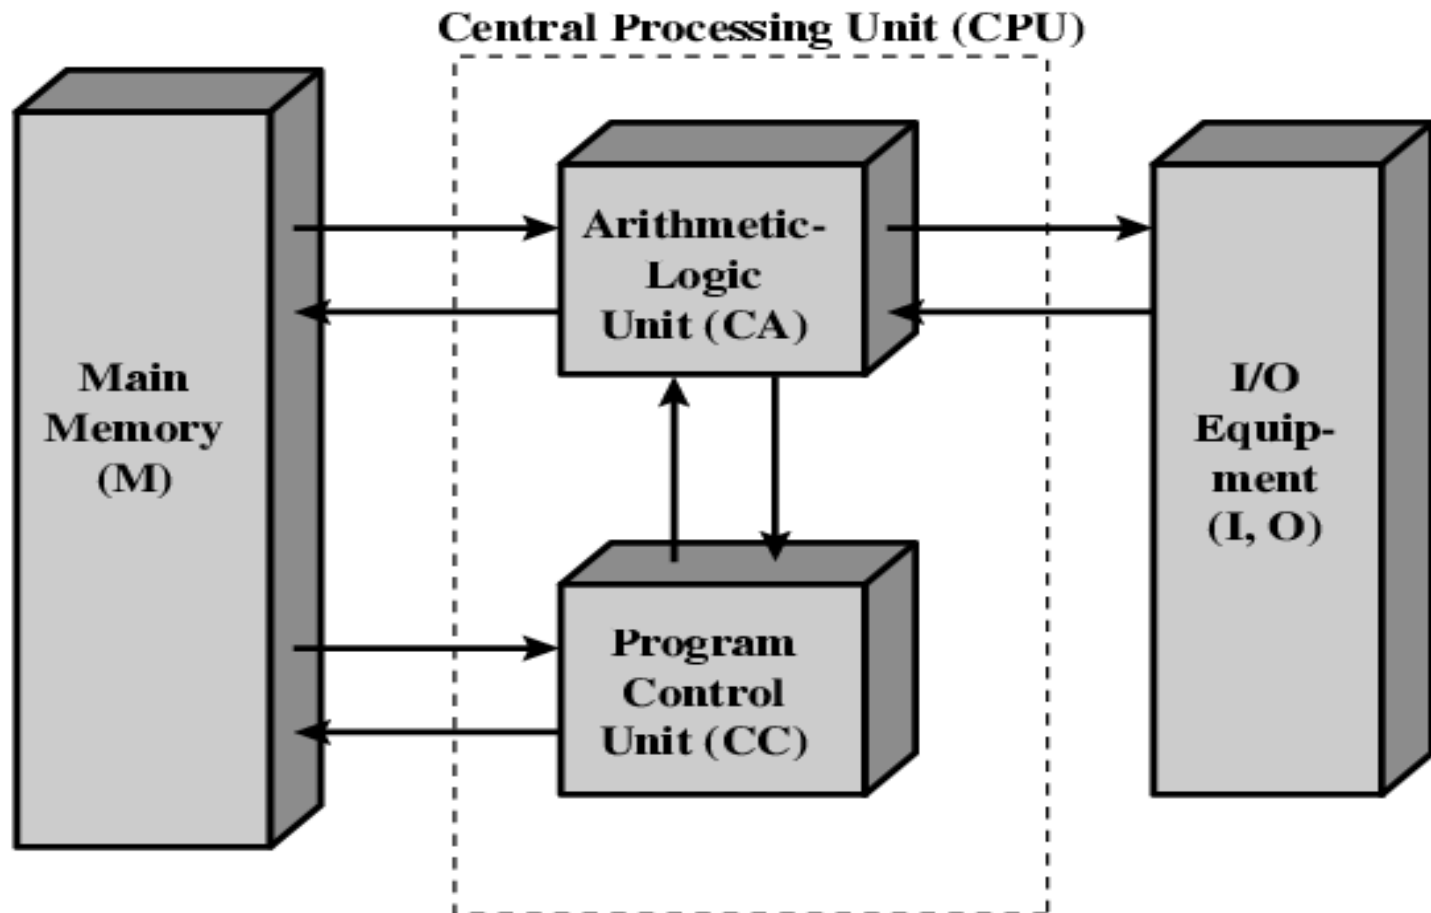 Central Processing Unit (CPU)
Arithmetic-
Logic
Unit (CA)
Main
Memory
(M)
I/O
Equip-
ment
(I, O)
Program
Control
Unit (CC)